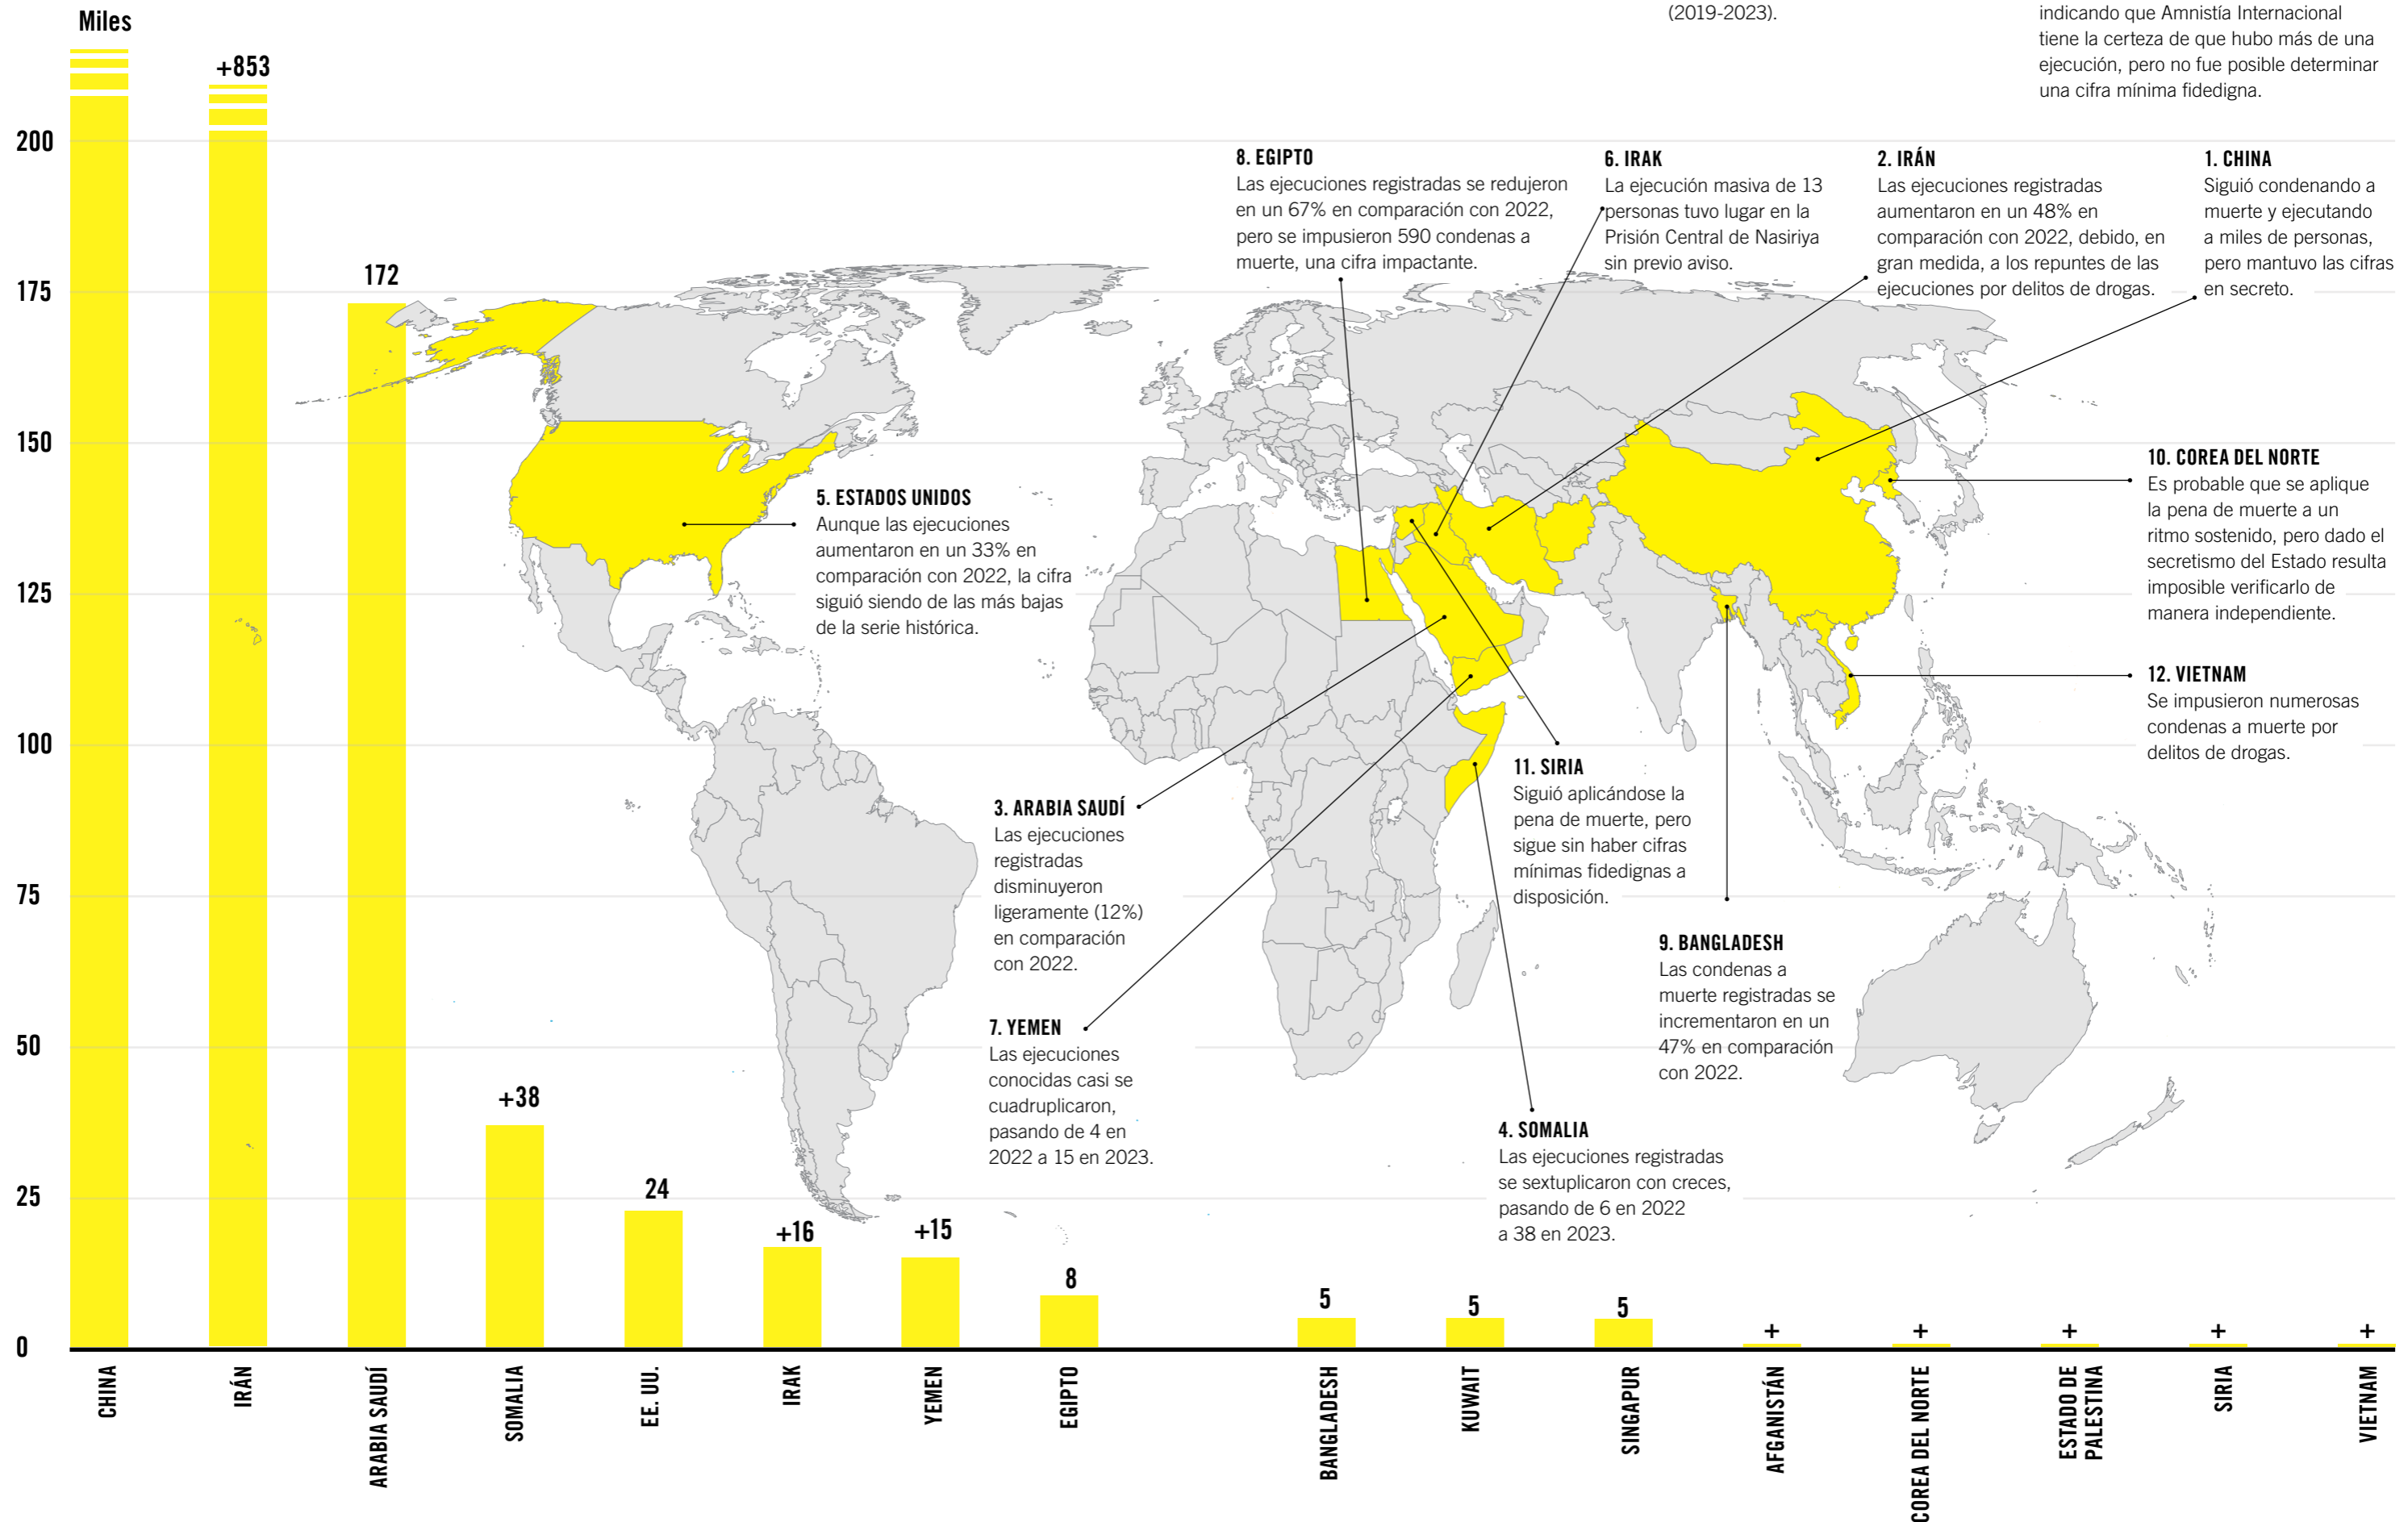 (2019-2023).
indicando que Amnistía Internacional
tiene la certeza de que hubo más de una
ejecución, pero no fue posible determinar
una cifra mínima fidedigna.
Miles
+853
172
+38
24
+16
+15
8
5
5
5
+
+
+
+
+
200
175
150
125
100
75
50
25
0
8. EGIPTO
Las ejecuciones registradas se redujeron
en un 67% en comparación con 2022,
pero se impusieron 590 condenas a
muerte, una cifra impactante.
6. IRAK
La ejecución masiva de 13
personas tuvo lugar en la
Prisión Central de Nasiriya
sin previo aviso.
2. IRÁN
Las ejecuciones registradas
aumentaron en un 48% en
comparación con 2022, debido, en
gran medida, a los repuntes de las
ejecuciones por delitos de drogas.
1. CHINA
Siguió condenando a
muerte y ejecutando
a miles de personas,
pero mantuvo las cifras
en secreto.
5. ESTADOS UNIDOS
Aunque las ejecuciones
aumentaron en un 33% en
comparación con 2022, la cifra
siguió siendo de las más bajas
de la serie histórica.
10. COREA DEL NORTE
Es probable que se aplique
la pena de muerte a un
ritmo sostenido, pero dado el
secretismo del Estado resulta
imposible verificarlo de
manera independiente.
12. VIETNAM
Se impusieron numerosas
condenas a muerte por
delitos de drogas.
11. SIRIA
Siguió aplicándose la
pena de muerte, pero
sigue sin haber cifras
mínimas fidedignas a
disposición.
3. ARABIA SAUDÍ
Las ejecuciones
registradas
disminuyeron
ligeramente (12%)
en comparación
con 2022.
9. BANGLADESH
Las condenas a
muerte registradas se
incrementaron en un
47% en comparación
con 2022.
7. YEMEN
Las ejecuciones
conocidas casi se
cuadruplicaron,
pasando de 4 en
2022 a 15 en 2023.
4. SOMALIA
Las ejecuciones registradas
se sextuplicaron con creces,
pasando de 6 en 2022
a 38 en 2023.
CHINA
IRÁN
ARABIA SAUDÍ
SOMALIA
EE. UU.
IRAK
YEMEN
EGIPTO
BANGLADESH
KUWAIT
SINGAPUR
AFGANISTÁN
COREA DEL NORTE
ESTADO DE
PALESTINA
SIRIA
VIETNAM